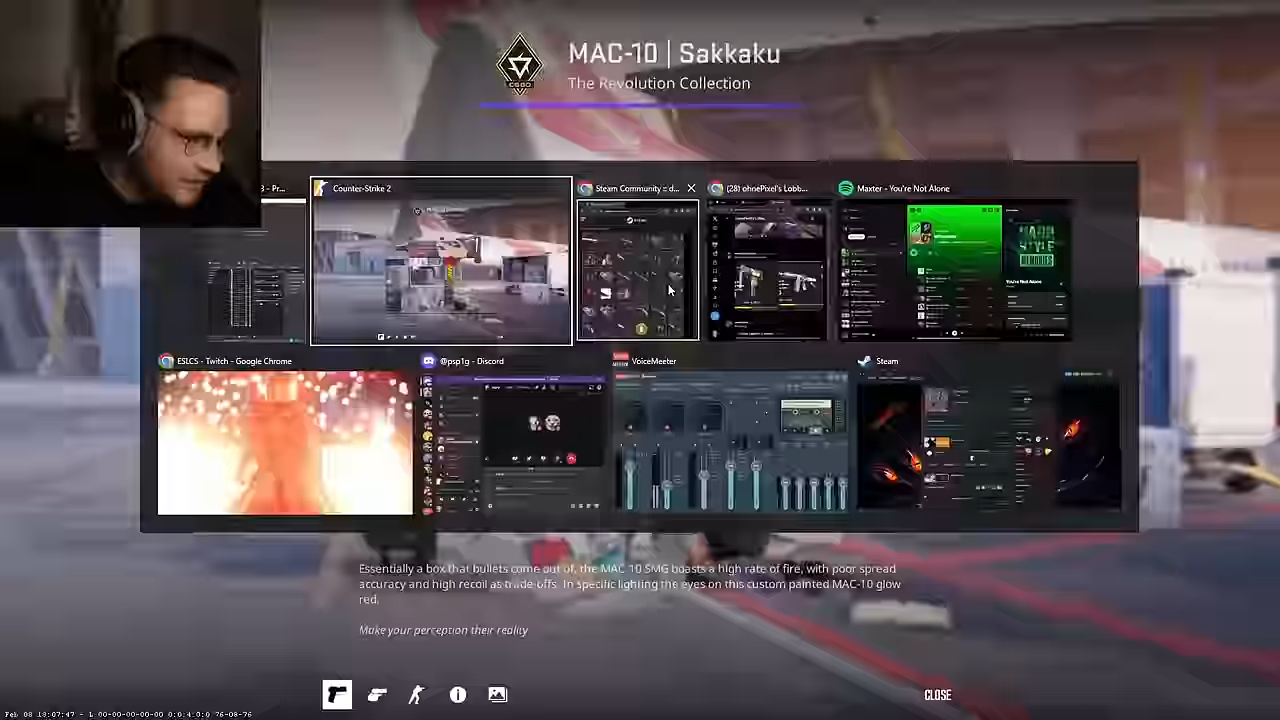 MAC-10 | Sakkaku
The Revolution Collection
Counter-Strike 2
Steam Community :: d...
(28) ohnePixel's Lobb...
Maxter - You're Not Alone
ESLCS - Twitch - Google Chrome
@psp1g - Discord
VoiceMeeter
Steam
Essentially a box that bullets come out of, the MAC-10 SMG boasts a high rate of fire, with poor spread
accuracy and high recoil as trade-offs. In specific lighting the eyes on this custom painted MAC-10 glow
red.
Make your perception their reality
CLOSE